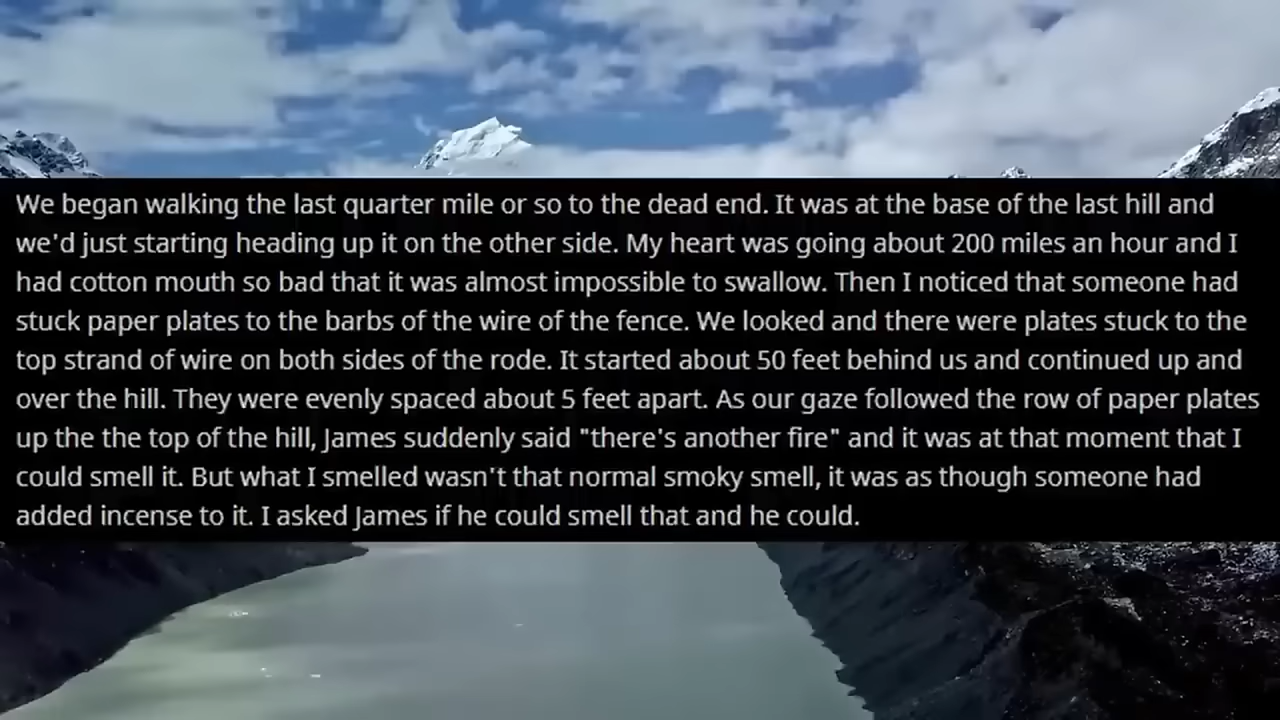 We began walking the last quarter mile or so to the dead end. It was at the base of the last hill and
we'd just starting heading up it on the other side. My heart was going about 200 miles an hour and I
had cotton mouth so bad that it was almost impossible to swallow. Then I noticed that someone had
stuck paper plates to the barbs of the wire of the fence. We looked and there were plates stuck to the
top strand of wire on both sides of the rode. It started about 50 feet behind us and continued up and
over the hill. They were evenly spaced about 5 feet apart. As our gaze followed the row of paper plates
up the the top of the hill, James suddenly said "there's another fire" and it was at that moment that I
could smell it. But what I smelled wasn't that normal smoky smell, it was as though someone had
added incense to it. I asked James if he could smell that and he could.